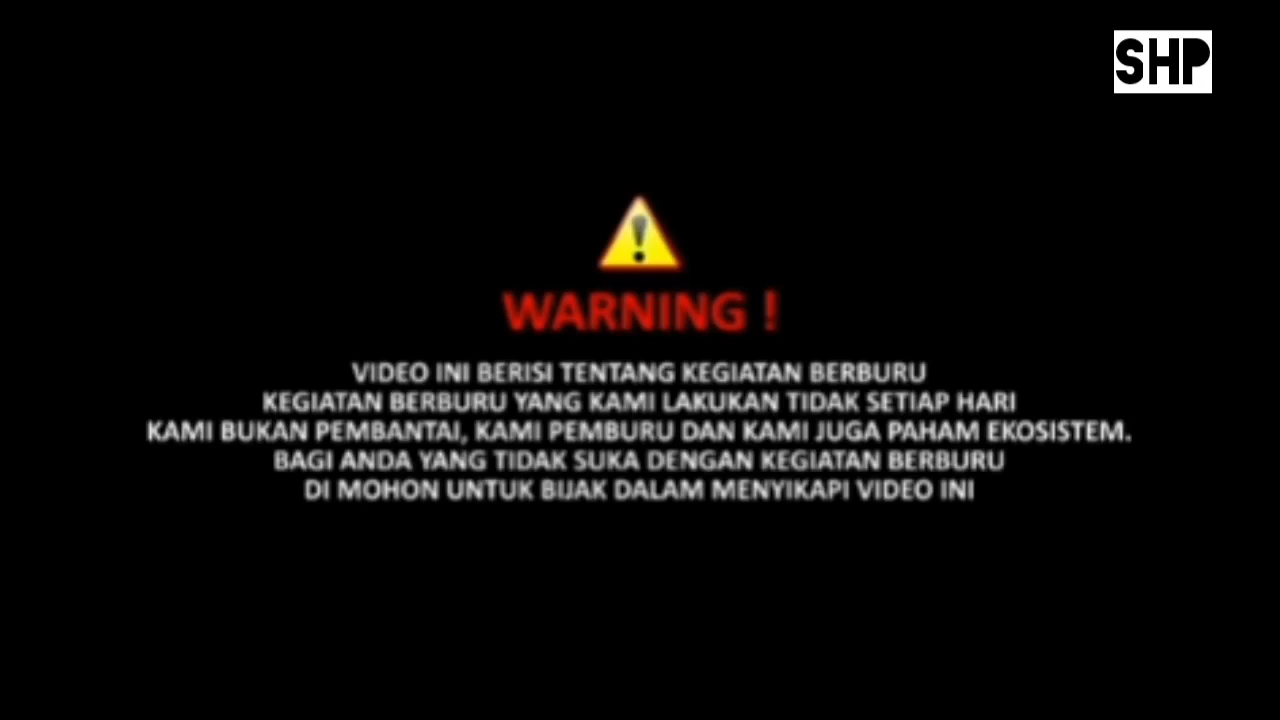 SHP
WARNING !
VIDEO INI BERISI TENTANG KEGIATAN BERBURU
KEGIATAN BERBURU YANG KAMI LAKUKAN TIDAK SETIAP HARI
KAMI BUKAN PEMBANTAI, KAMI PEMBURU DAN KAMI JUGA PAHAM EKOSISTEM.
BAGI ANDA YANG TIDAK SUKA DENGAN KEGIATAN BERBURU
DI MOHON UNTUK BIJAK DALAM MENYIKAPI VIDEO INI